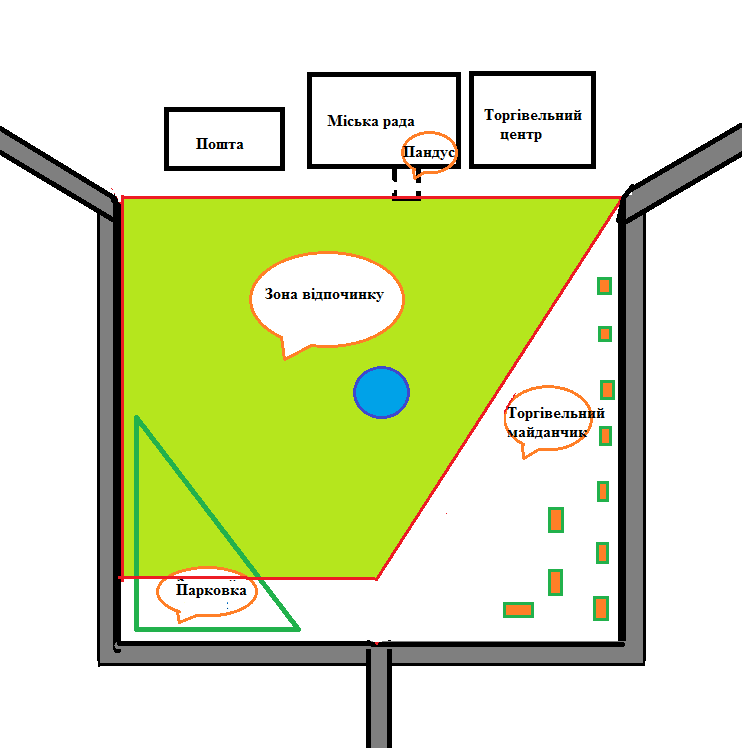 Пошта
Міська рада
Пандус
Торгівельний
центр
Зона відпочинку
Торгівельний
майданчик
Парковка